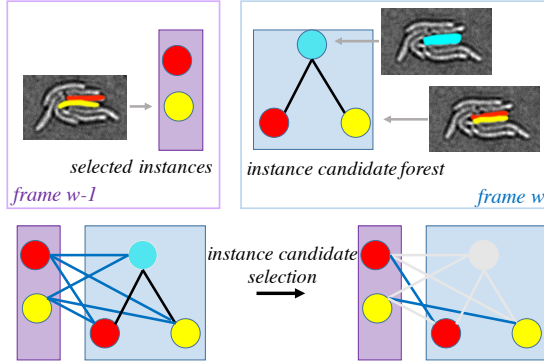 selected instances
frame w-1
instance candidate forest
frame w
instance candidate
selection